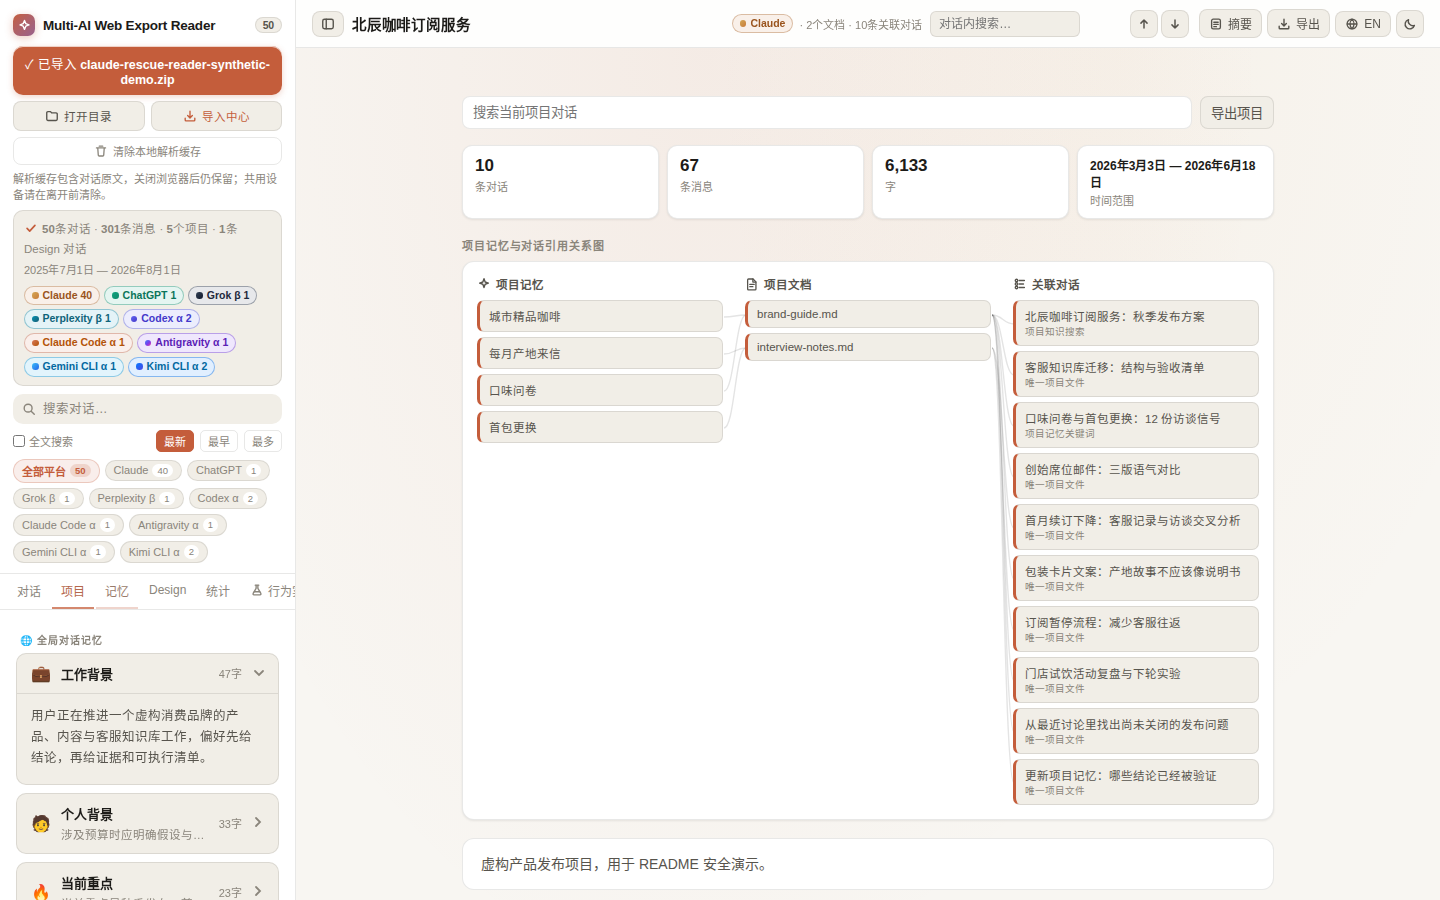 Multi-AI Web Export Reader
50
✓ 已导入 claude-rescue-reader-synthetic-
demo.zip
打开目录
导入中心
清除本地解析缓存
解析缓存包含对话原文，关闭浏览器后仍保留；共用设
备请在离开前清除。
50条对话 · 301条消息 · 5个项目 · 1条
Design 对话
2025年7月1日 — 2026年8月1日
Claude 40
ChatGPT 1
Grok β 1
Perplexity β 1
Codex α 2
Claude Code α 1
Antigravity α 1
Gemini CLI α 1
Kimi CLI α 2
搜索对话…
全文搜索
最新
最早
最多
全部平台 50
Claude 40
ChatGPT 1
Grok β 1
Perplexity β 1
Codex α 2
Claude Code α 1
Antigravity α 1
Gemini CLI α 1
Kimi CLI α 2
对话
项目
记忆
Design
统计
行为
全局对话记忆
工作背景
47字
用户正在推进一个虚构消费品牌的产
品、内容与客服知识库工作，偏好先给
结论，再给证据和可执行清单。
个人背景
33字
涉及预算时应明确假设与…
当前重点
23字
北辰咖啡订阅服务
Claude
· 2个文档 · 10条关联对话
对话内搜索…
摘要
导出
EN
搜索当前项目对话
导出项目
10
条对话
67
条消息
6,133
字
2026年3月3日 — 2026年6月18
日
时间范围
项目记忆与对话引用关系图
项目记忆
城市精品咖啡
每月产地来信
口味问卷
首包更换
项目文档
brand-guide.md
interview-notes.md
关联对话
北辰咖啡订阅服务：秋季发布方案
项目知识搜索
客服知识库迁移：结构与验收清单
唯一项目文件
口味问卷与首包更换：12 份访谈信号
项目记忆关键词
创始席位邮件：三版语气对比
唯一项目文件
首月续订下降：客服记录与访谈交叉分析
唯一项目文件
包装卡片文案：产地故事不应该像说明书
唯一项目文件
订阅暂停流程：减少客服往返
唯一项目文件
门店试饮活动复盘与下轮实验
唯一项目文件
从最近讨论里找出尚未关闭的发布问题
唯一项目文件
更新项目记忆：哪些结论已经被验证
唯一项目文件
虚构产品发布项目，用于 README 安全演示。